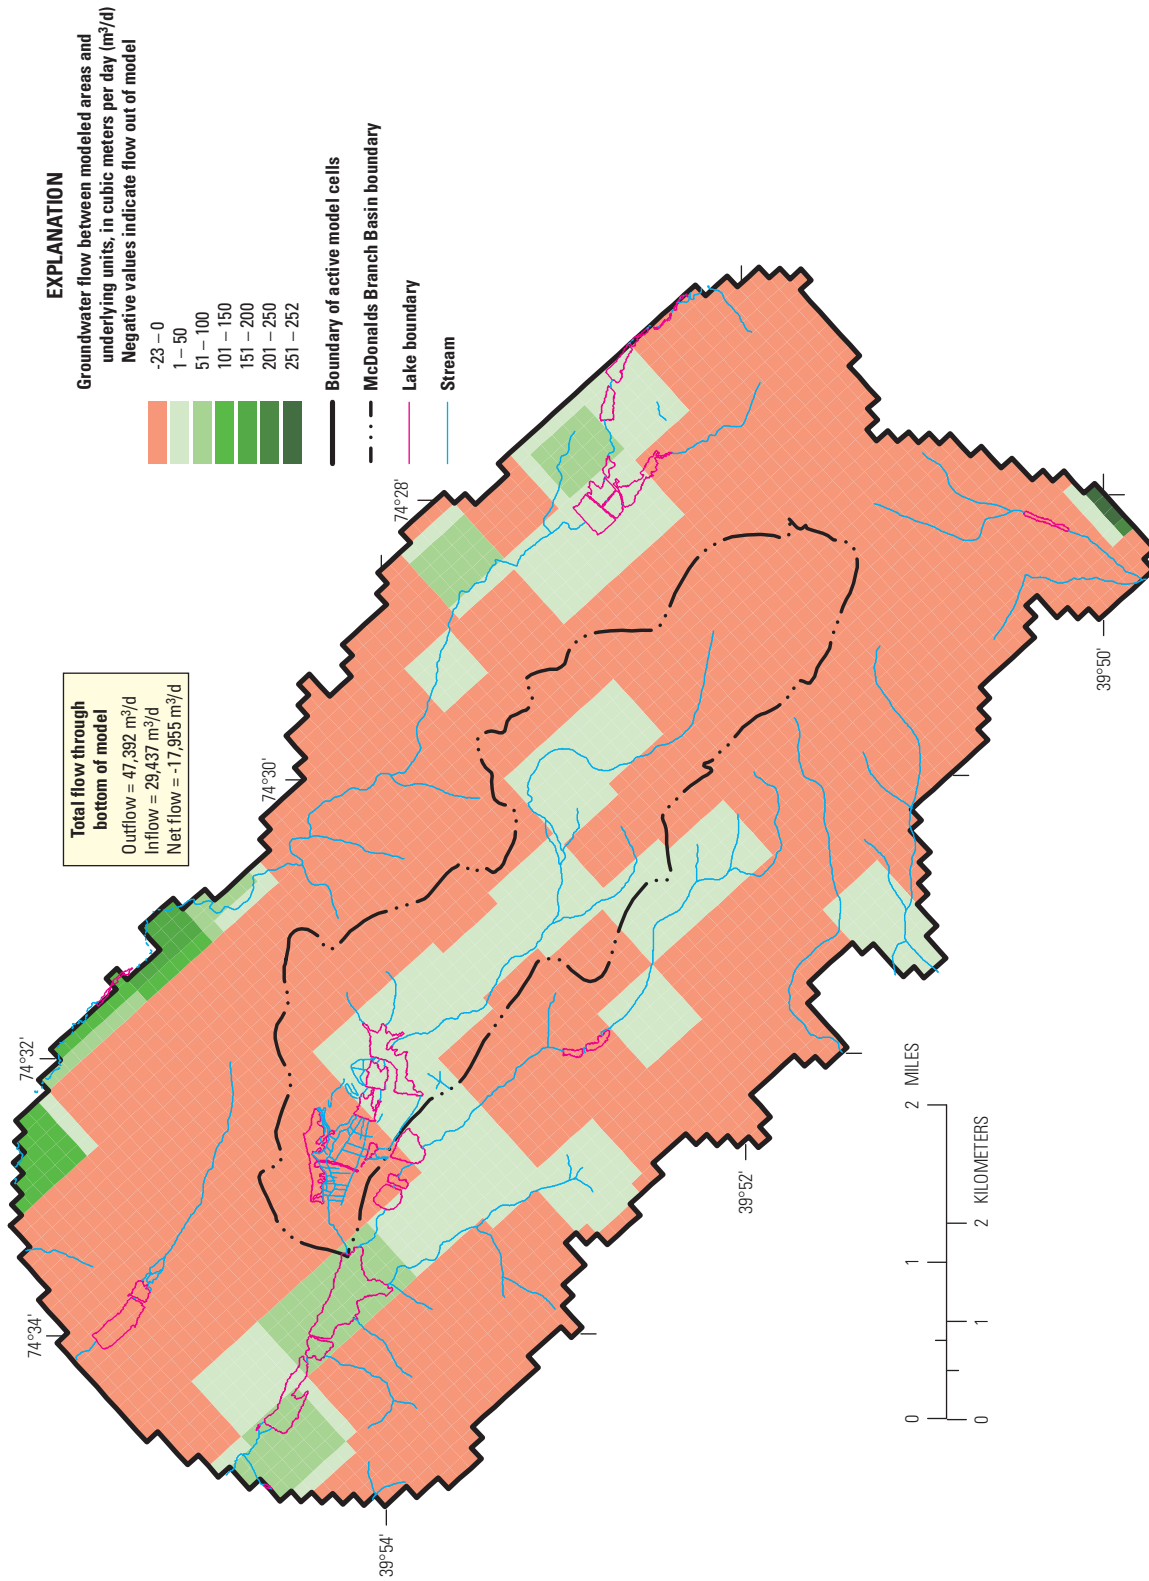 EXPLANATION
Groundwater flow between modeled areas and
underlying units, in cubic meters per day (m³/d)
Negative values indicate flow out of model
-23 – 0
1 – 50
51 – 100
101 – 150
151 – 200
201 – 250
251 – 252
Boundary of active model cells
McDonalds Branch Basin boundary
Lake boundary
Stream
Total flow through
bottom of model
Outflow = 47,392 m³/d
Inflow = 29,437 m³/d
Net flow = -17,955 m³/d
74°34'
74°32'
74°30'
74°28'
39°54'
39°52'
39°50'
0 1 2 MILES
0 1 2 KILOMETERS